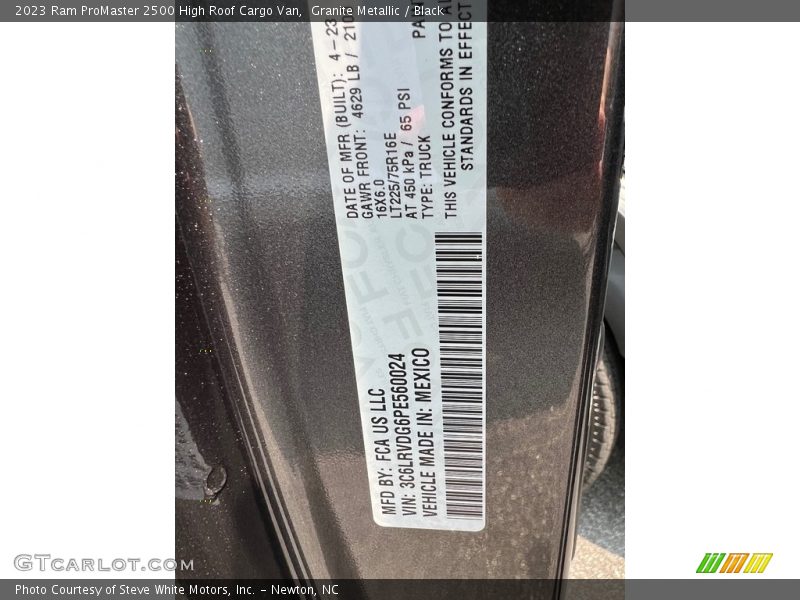 2023 Ram ProMaster 2500 High Roof Cargo Van, Granite Metallic / Black
MFD BY: FCA US LLC
DATE OF MFR (BUILT): 4-23
GAWR FRONT: 4629 LB /
16X6.0
LT225/75R16E
AT 450 kPa / 65 PSI
TYPE: TRUCK
VIN: 3C6LRVDG6PE560024
VEHICLE MADE IN: MEXICO
THIS VEHICLE CONFORMS TO
STANDARDS IN EFFECT
GTCARLOT.COM
Photo Courtesy of Steve White Motors, Inc. – Newton, NC